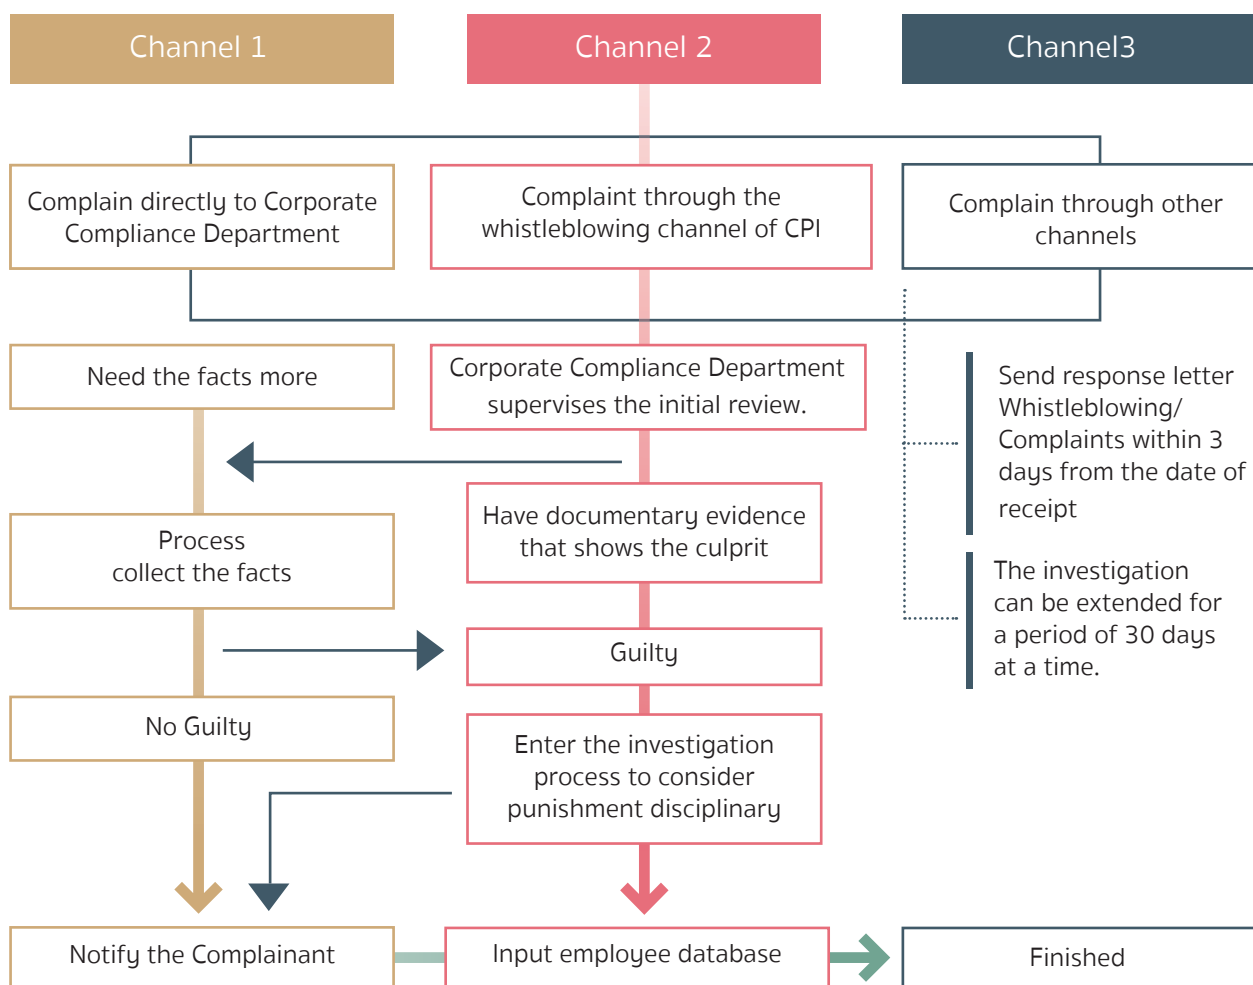 Channel 1
Channel 2
Channel3
Complain directly to Corporate
Compliance Department
Complaint through the
whistleblowing channel of CPI
Complain through other
channels
Need the facts more
Corporate Compliance Department
supervises the initial review.
Send response letter
Whistleblowing/
Complaints within 3
days from the date of
receipt
Process
collect the facts
Have documentary evidence
that shows the culprit
The investigation
can be extended for
a period of 30 days
at a time.
Guilty
No Guilty
Enter the investigation
process to consider
punishment disciplinary
Notify the Complainant
Input employee database
Finished